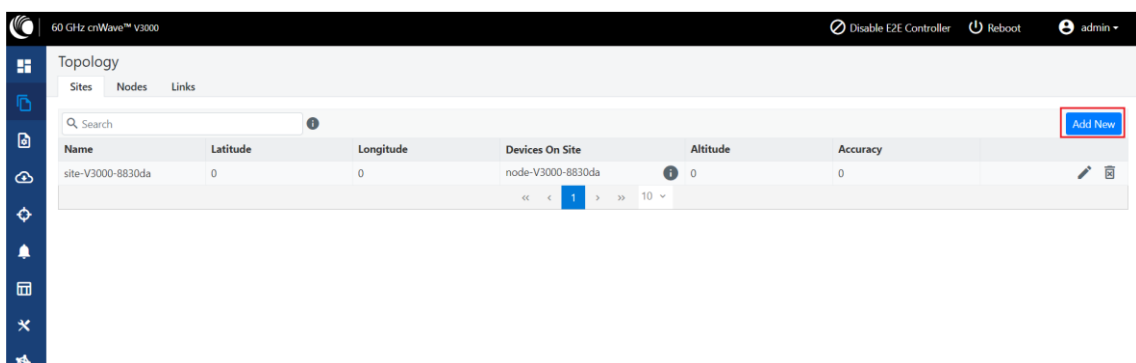 60 GHz cnWave™ V3000 Disable E2E Controller Reboot admin
Topology
Sites Nodes Links
Search Add New
Name Latitude Longitude Devices On Site Altitude Accuracy
site-V3000-8830da 0 0 node-V3000-8830da 0 0
« ‹ 1 › » 10